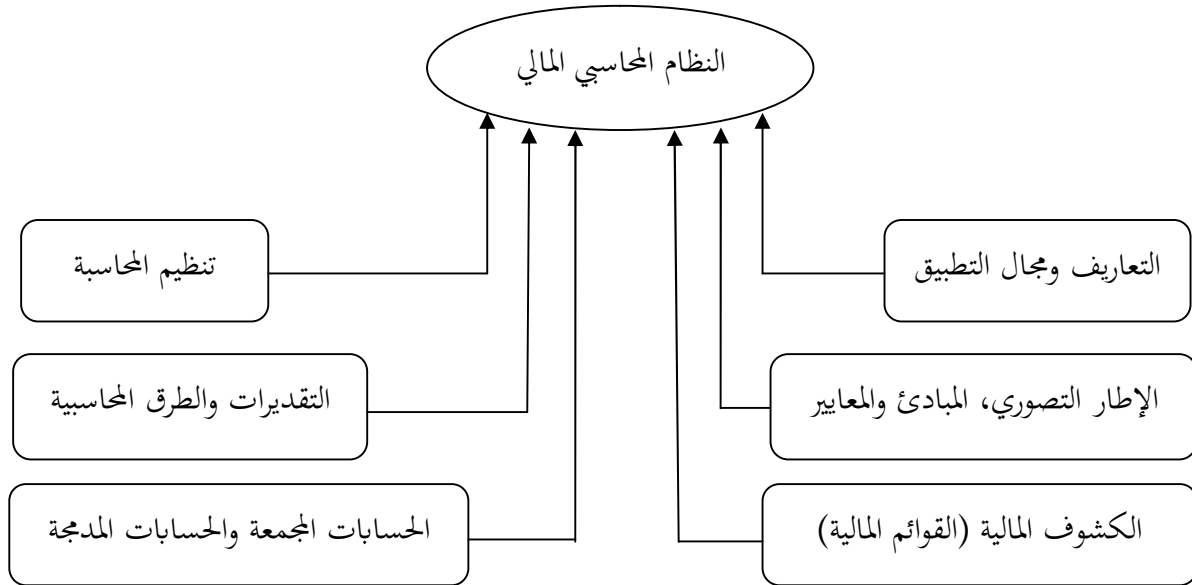 النظام المحاسبي المالي
التعاريف ومجال التطبيق
تنظيم المحاسبة
الإطار التصوري، المبادئ والمعايير
التقديرات والطرق المحاسبية
الكشوف المالية (القوائم المالية)
الحسابات المجمعة والحسابات المدمجة